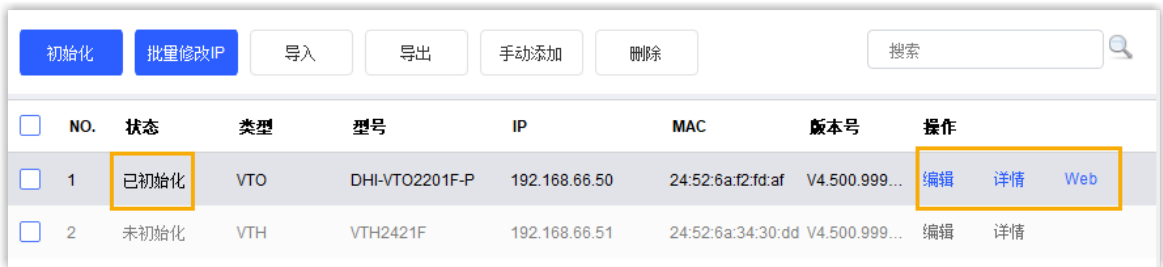 初始化 批量修改IP 导入 导出 手动添加 删除 搜索
NO. 状态 类型 型号 IP MAC 版本号 操作
1 已初始化 VTO DHI-VTO2201F-P 192.168.66.50 24:52:6a:f2:fd:af V4.500.999... 编辑 详情 Web
2 未初始化 VTH VTH2421F 192.168.66.51 24:52:6a:34:30:dd V4.500.999... 编辑 详情